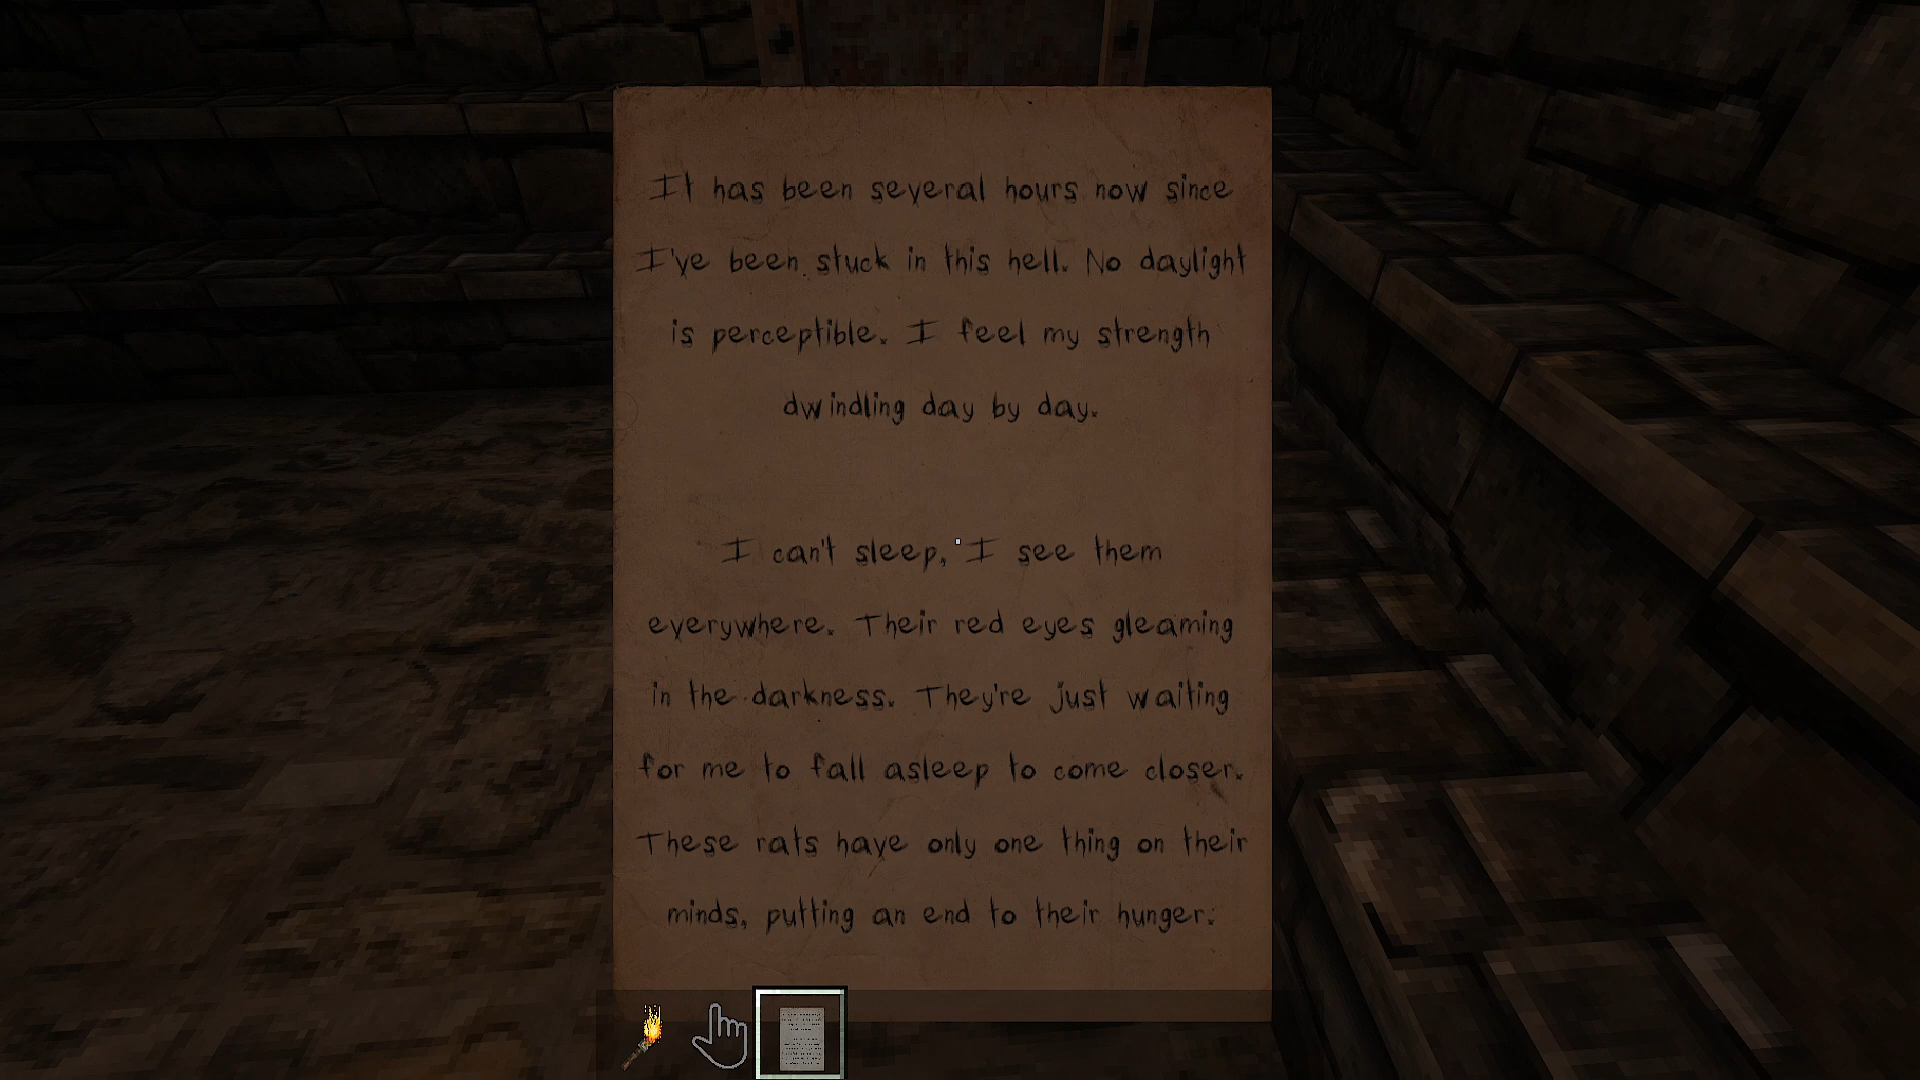 It has been several hours now since
I've been stuck in this hell. No daylight
is perceptible. I feel my strength
dwindling day by day.
I can't sleep, I see them
everywhere. Their red eyes gleaming
in the darkness. They're just waiting
for me to fall asleep to come closer.
These rats have only one thing on their
minds, putting an end to their hunger.